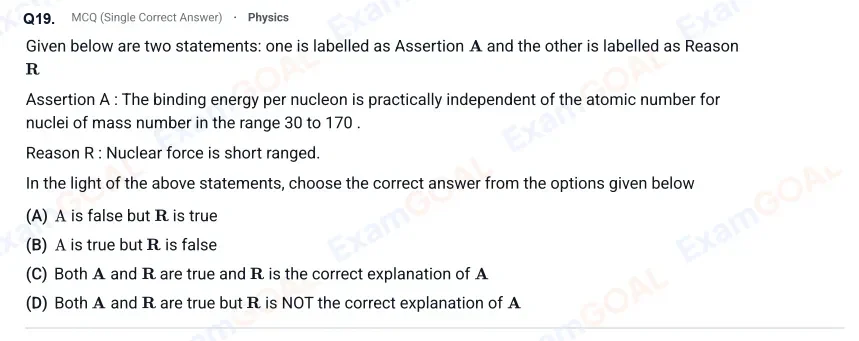 Q19. MCQ (Single Correct Answer) · Physics
Given below are two statements: one is labelled as Assertion A and the other is labelled as Reason
R
Assertion A : The binding energy per nucleon is practically independent of the atomic number for
nuclei of mass number in the range 30 to 170 .
Reason R : Nuclear force is short ranged.
In the light of the above statements, choose the correct answer from the options given below
(A) A is false but R is true
(B) A is true but R is false
(C) Both A and R are true and R is the correct explanation of A
(D) Both A and R are true but R is NOT the correct explanation of A
ExamGOAL